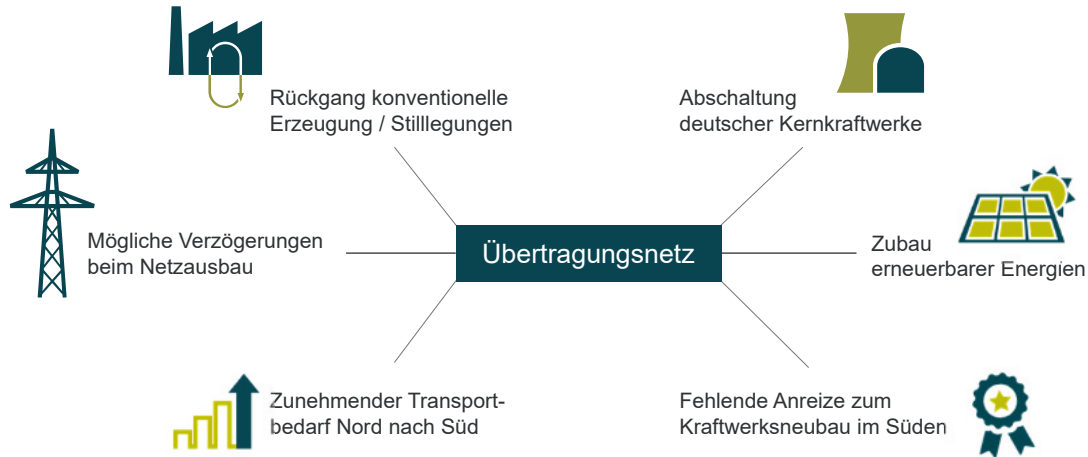 Rückgang konventionelle
Erzeugung / Stilllegungen
Abschaltung
deutscher Kernkraftwerke
Mögliche Verzögerungen
beim Netzausbau
Übertragungsnetz
Zubau
erneuerbarer Energien
Zunehmender Transport-
bedarf Nord nach Süd
Fehlende Anreize zum
Kraftwerksneubau im Süden